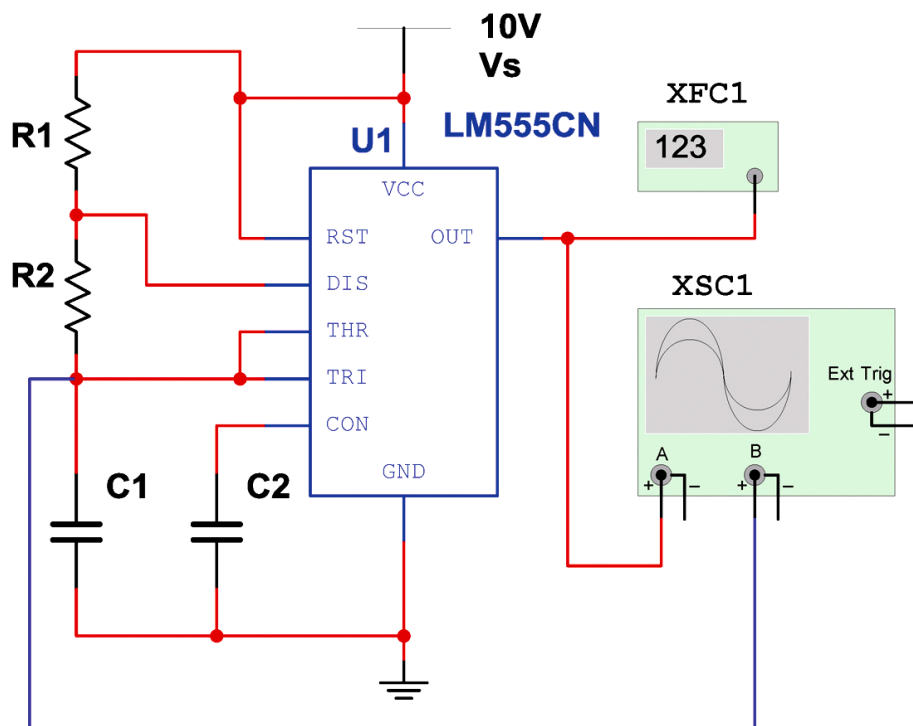 10V
Vs
XFC1
R1
U1
LM555CN
123
VCC
RST
OUT
R2
DIS
XSC1
THR
TRI
Ext Trig
+
CON
−
A
B
C1
C2
GND
+
−
+
−